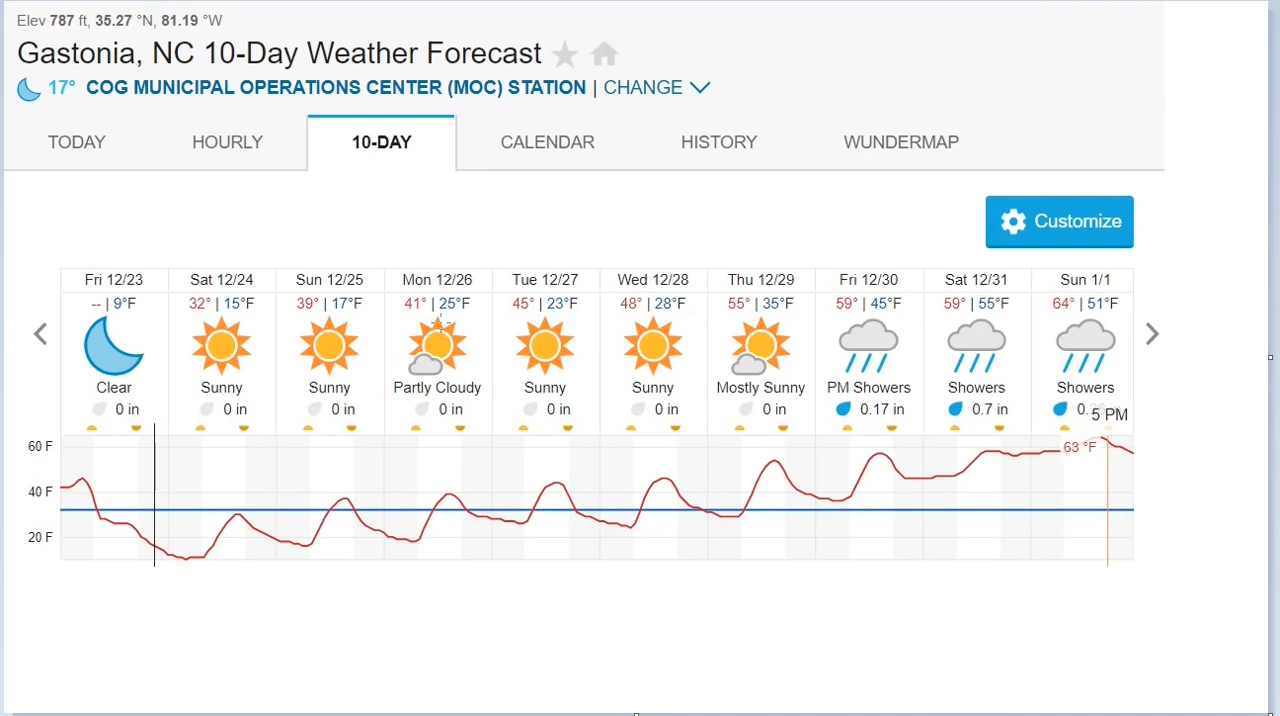 Elev 787 ft, 35.27 °N, 81.19 °W
Gastonia, NC 10-Day Weather Forecast
17° COG MUNICIPAL OPERATIONS CENTER (MOC) STATION | CHANGE
TODAY HOURLY 10-DAY CALENDAR HISTORY WUNDERMAP
Customize
Fri 12/23 Sat 12/24 Sun 12/25 Mon 12/26 Tue 12/27 Wed 12/28 Thu 12/29 Fri 12/30 Sat 12/31 Sun 1/1
-- | 9°F 32° | 15°F 39° | 17°F 41° | 25°F 45° | 23°F 48° | 28°F 55° | 35°F 59° | 45°F 59° | 55°F 64° | 51°F
Clear Sunny Sunny Partly Cloudy Sunny Sunny Mostly Sunny PM Showers Showers Showers
0 in 0 in 0 in 0 in 0 in 0 in 0 in 0.17 in 0.7 in
5 PM
60 F 63 °F
40 F
20 F